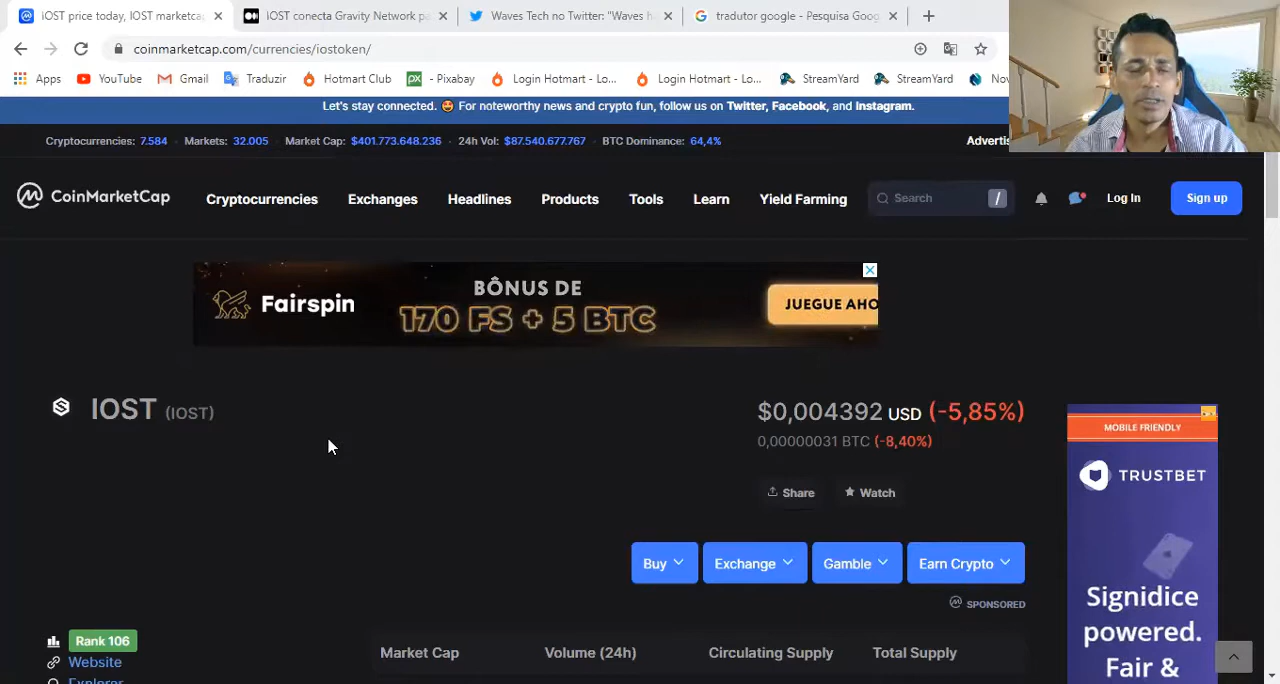 IOST price today, IOST marketca
IOST conecta Gravity Network pa
Waves Tech no Twitter: "Waves h
tradutor google - Pesquisa Goog
coinmarketcap.com/currencies/iostoken/
Apps YouTube Gmail Traduzir Hotmart Club - Pixabay Login Hotmart - Lo... Login Hotmart - Lo... StreamYard StreamYard Nov
Let's stay connected. 🤩 For noteworthy news and crypto fun, follow us on Twitter, Facebook, and Instagram.
Cryptocurrencies: 7.584 · Markets: 32.005 · Market Cap: $401.773.648.236 · 24h Vol: $87.540.677.767 · BTC Dominance: 64,4%
Advertis
CoinMarketCap Cryptocurrencies Exchanges Headlines Products Tools Learn Yield Farming Search / Log In Sign up
Fairspin
BÔNUS DE
170 FS + 5 BTC
JUEGUE AHO
IOST (IOST)
$0,004392 USD (-5,85%)
0,00000031 BTC (-8,40%)
Share Watch
Buy Exchange Gamble Earn Crypto
SPONSORED
MOBILE FRIENDLY
TRUSTBET
Signidice
powered.
Fair &
Rank 106
Website
Explorer
Market Cap Volume (24h) Circulating Supply Total Supply